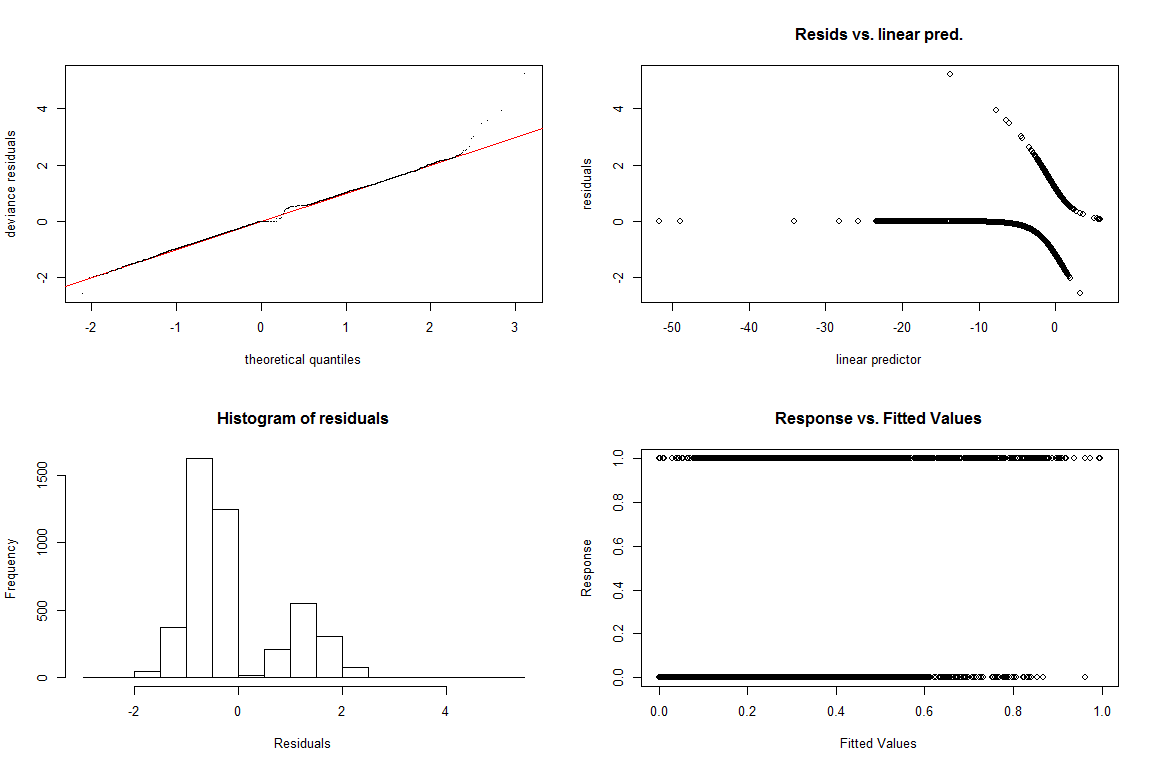 deviance residuals
4
2
0
-2
-2 -1 0 1 2 3
theoretical quantiles
Resids vs. linear pred.
residuals
4
2
0
-2
-50 -40 -30 -20 -10 0
linear predictor
Histogram of residuals
Frequency
1500
1000
500
0
-2 0 2 4
Residuals
Response vs. Fitted Values
Response
1.0
0.8
0.6
0.4
0.2
0.0
0.0 0.2 0.4 0.6 0.8 1.0
Fitted Values